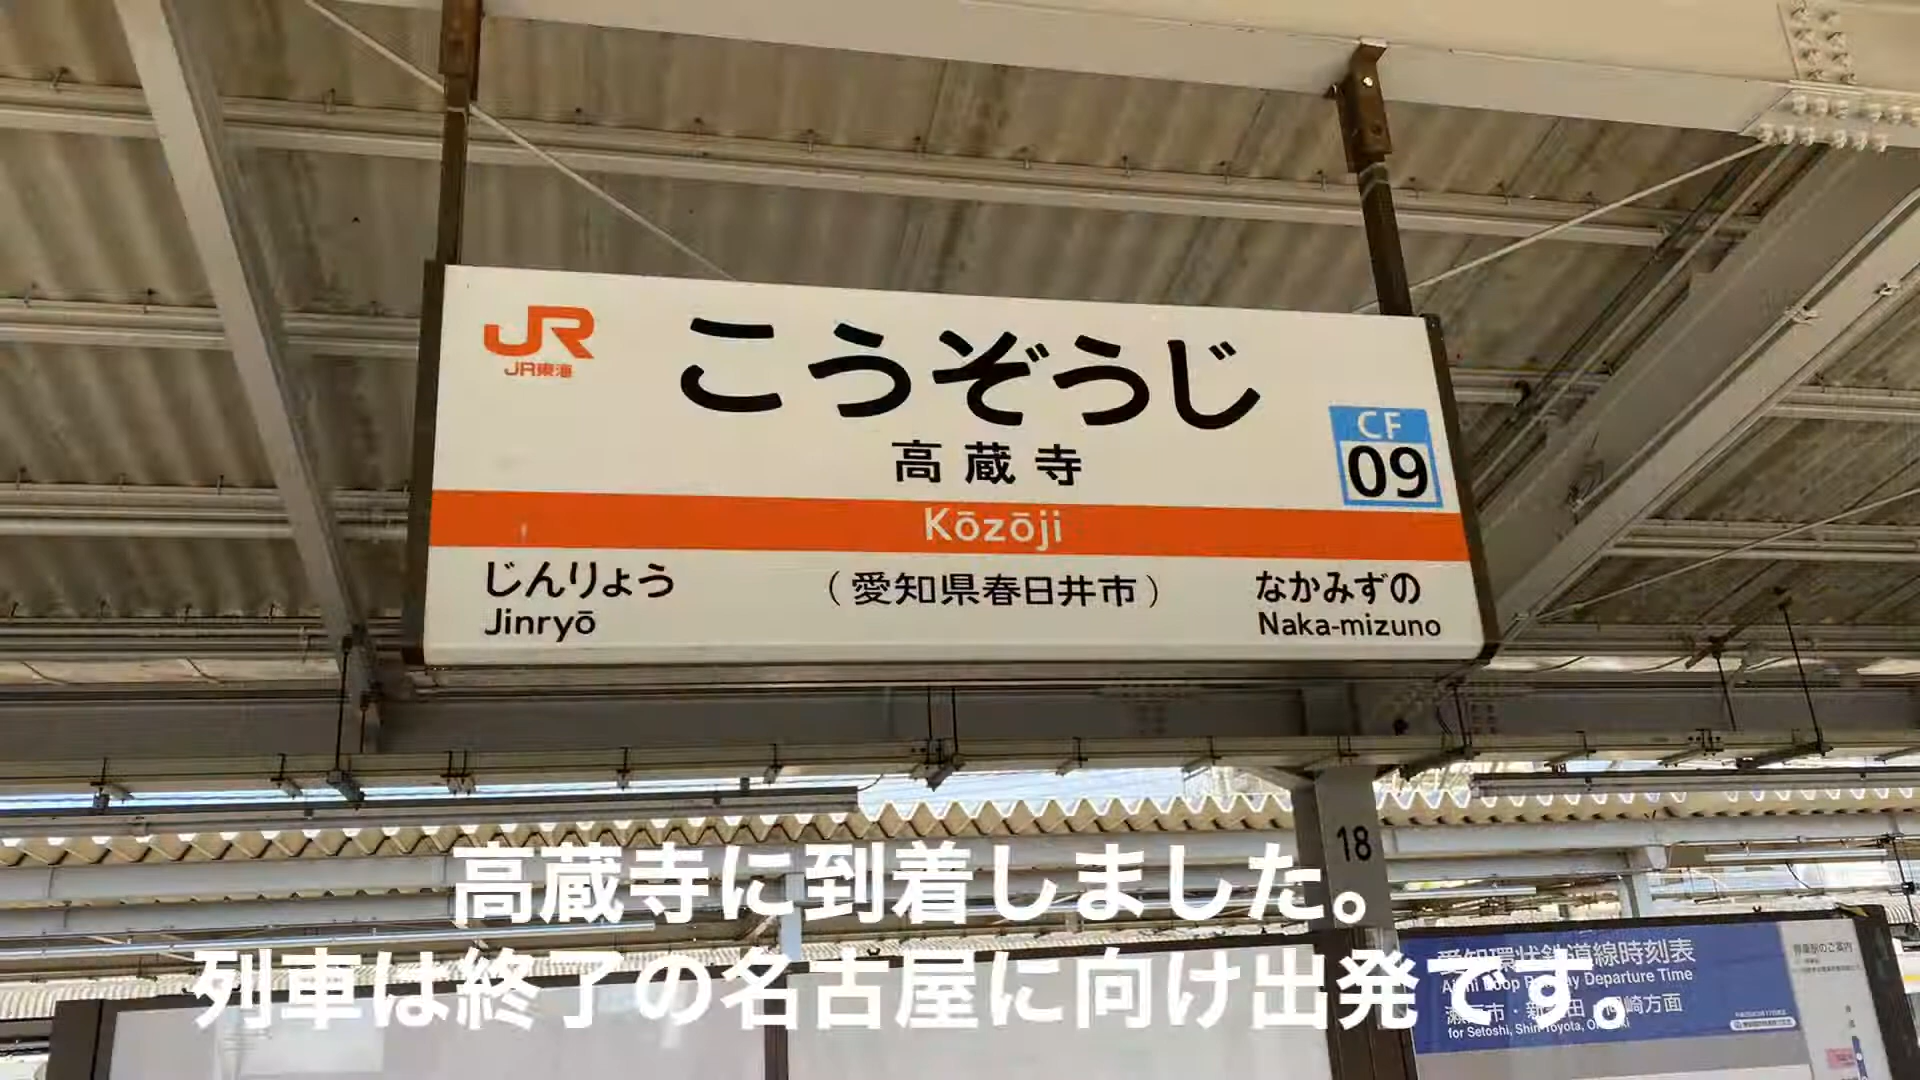 JR
JR東海
こうぞうじ
高蔵寺
CF
09
Kōzōji
じんりょう
（愛知県春日井市）
なかみずの
Jinryō
Naka-mizuno
18
高蔵寺に到着しました。
列車は終了の名古屋に向け出発です。
愛知環状鉄道線時刻表
Departure Time
for Setoshi, Shin-Toyota,